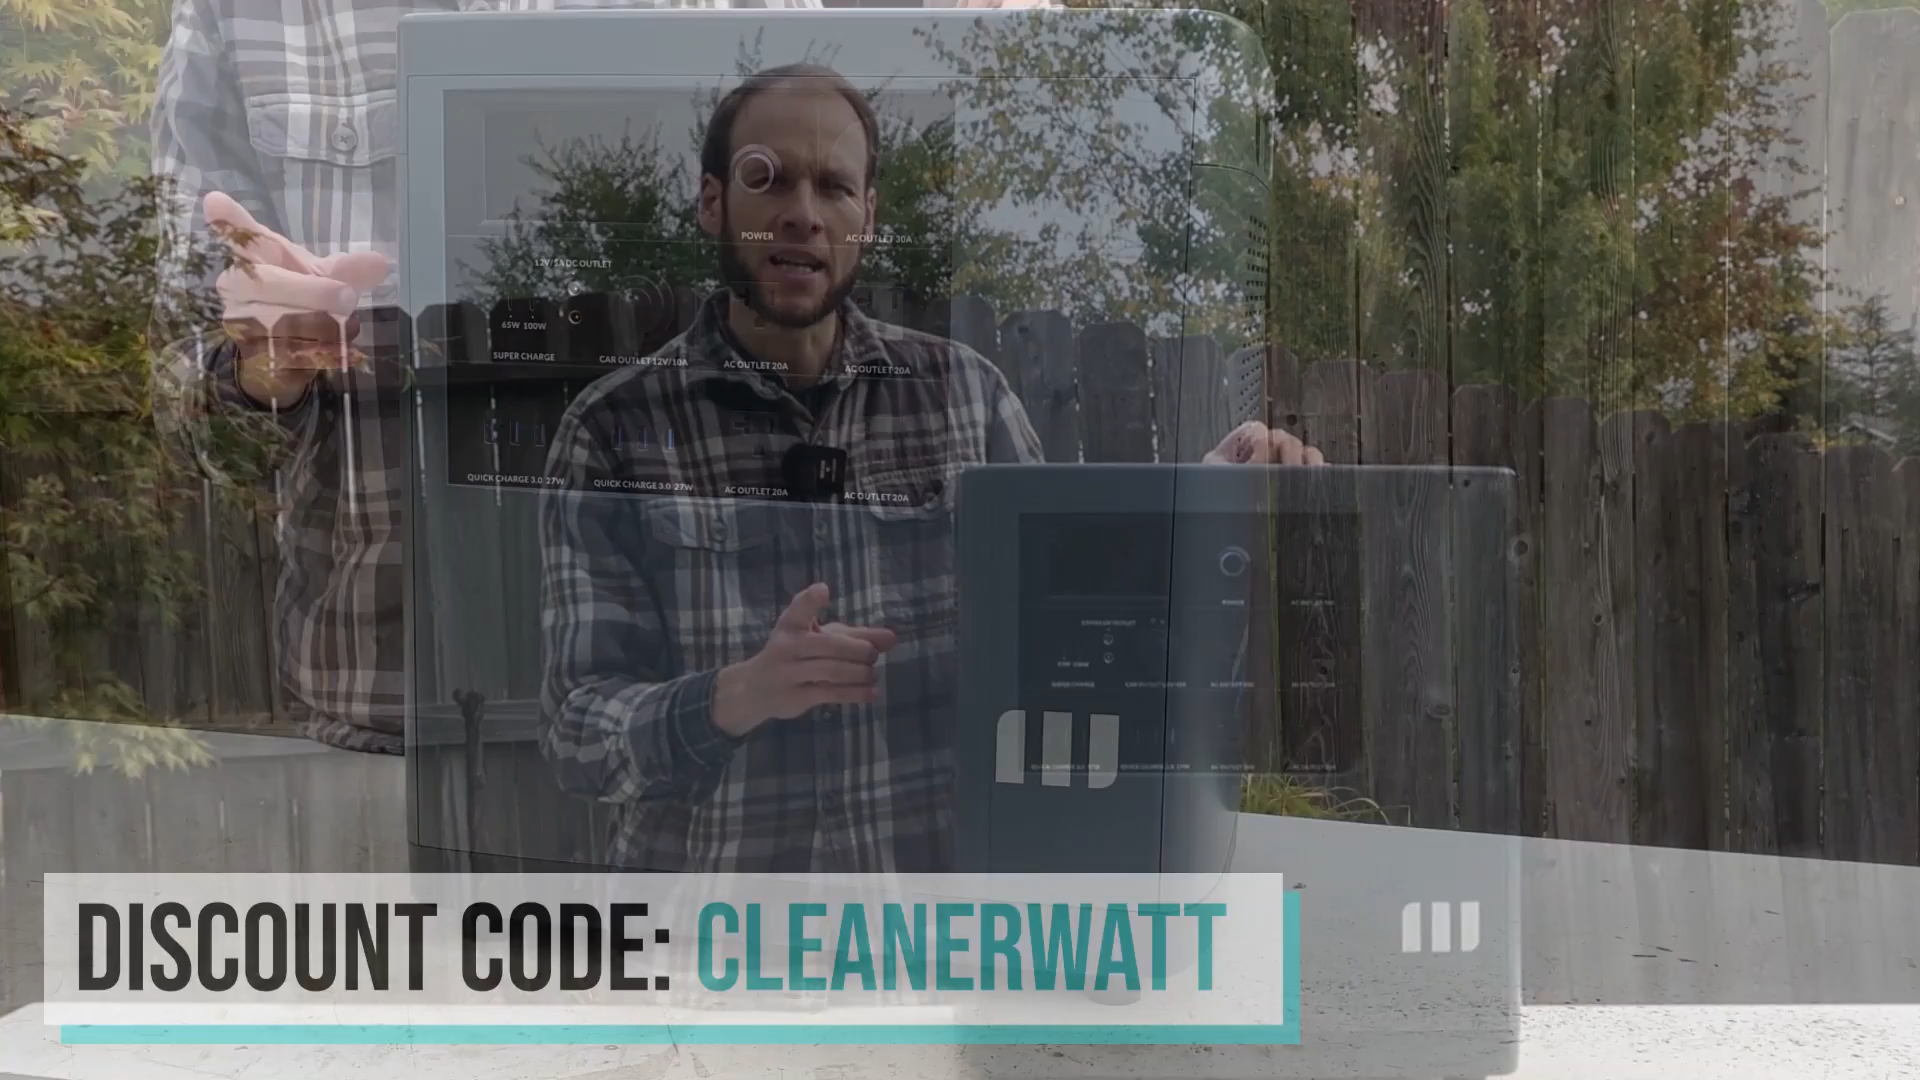 POWER
AC OUTLET 30A
12V/5A DC OUTLET
65W 100W
SUPER CHARGE
CAR OUTLET 12V/10A
AC OUTLET 20A
AC OUTLET 20A
QUICK CHARGE 3.0 27W
QUICK CHARGE 3.0 27W
AC OUTLET 20A
AC OUTLET 20A
DISCOUNT CODE: CLEANERWATT